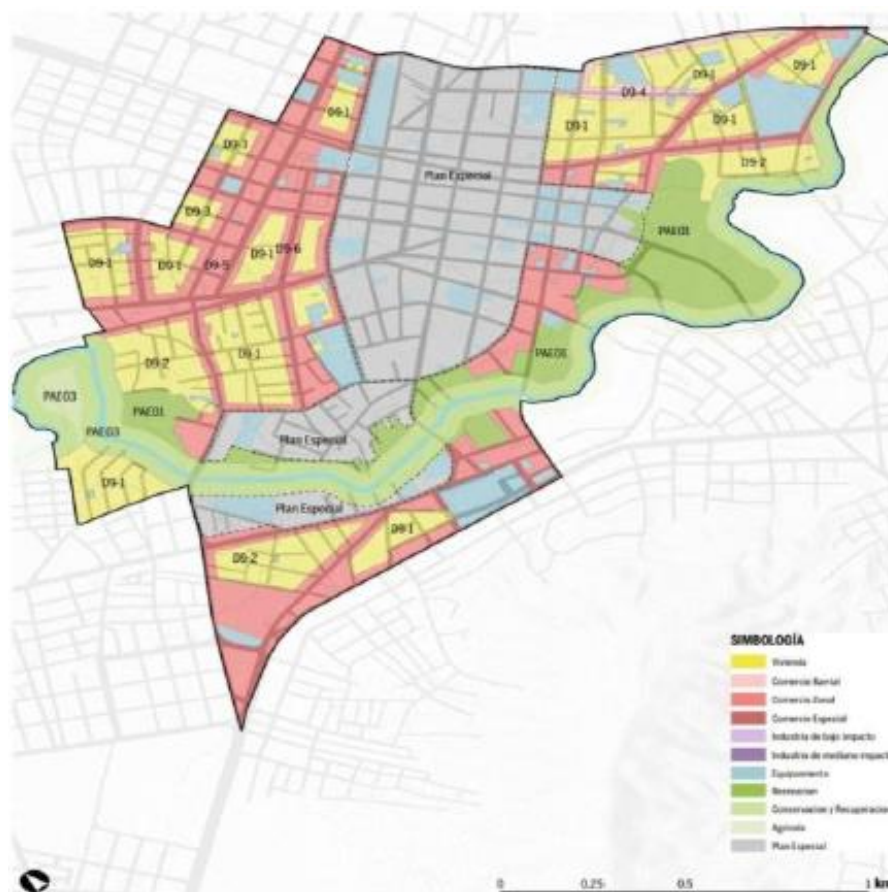 D9-1
D9-4
D9-1
D9-1
D9-1
D9-1
D9-3
D9-2
Plan Especial
D9-3
PAE01
D9-6
D9-1
D9-1
D9-5
D9-1
PAE01
D9-2
D9-1
PAE03
PAE01
PAE03
Plan Especial
D9-1
Plan Especial
D9-1
D9-2
SIMBOLOGÍA
Vivienda
Comercio Barrial
Comercio Zonal
Comercio Especial
Industria de bajo impacto
Industria de mediano impact
Equipamiento
Recreacion
Conservacion y Recuperacion
Agricola
Plan Especial
0 0.25 0.5 1 km